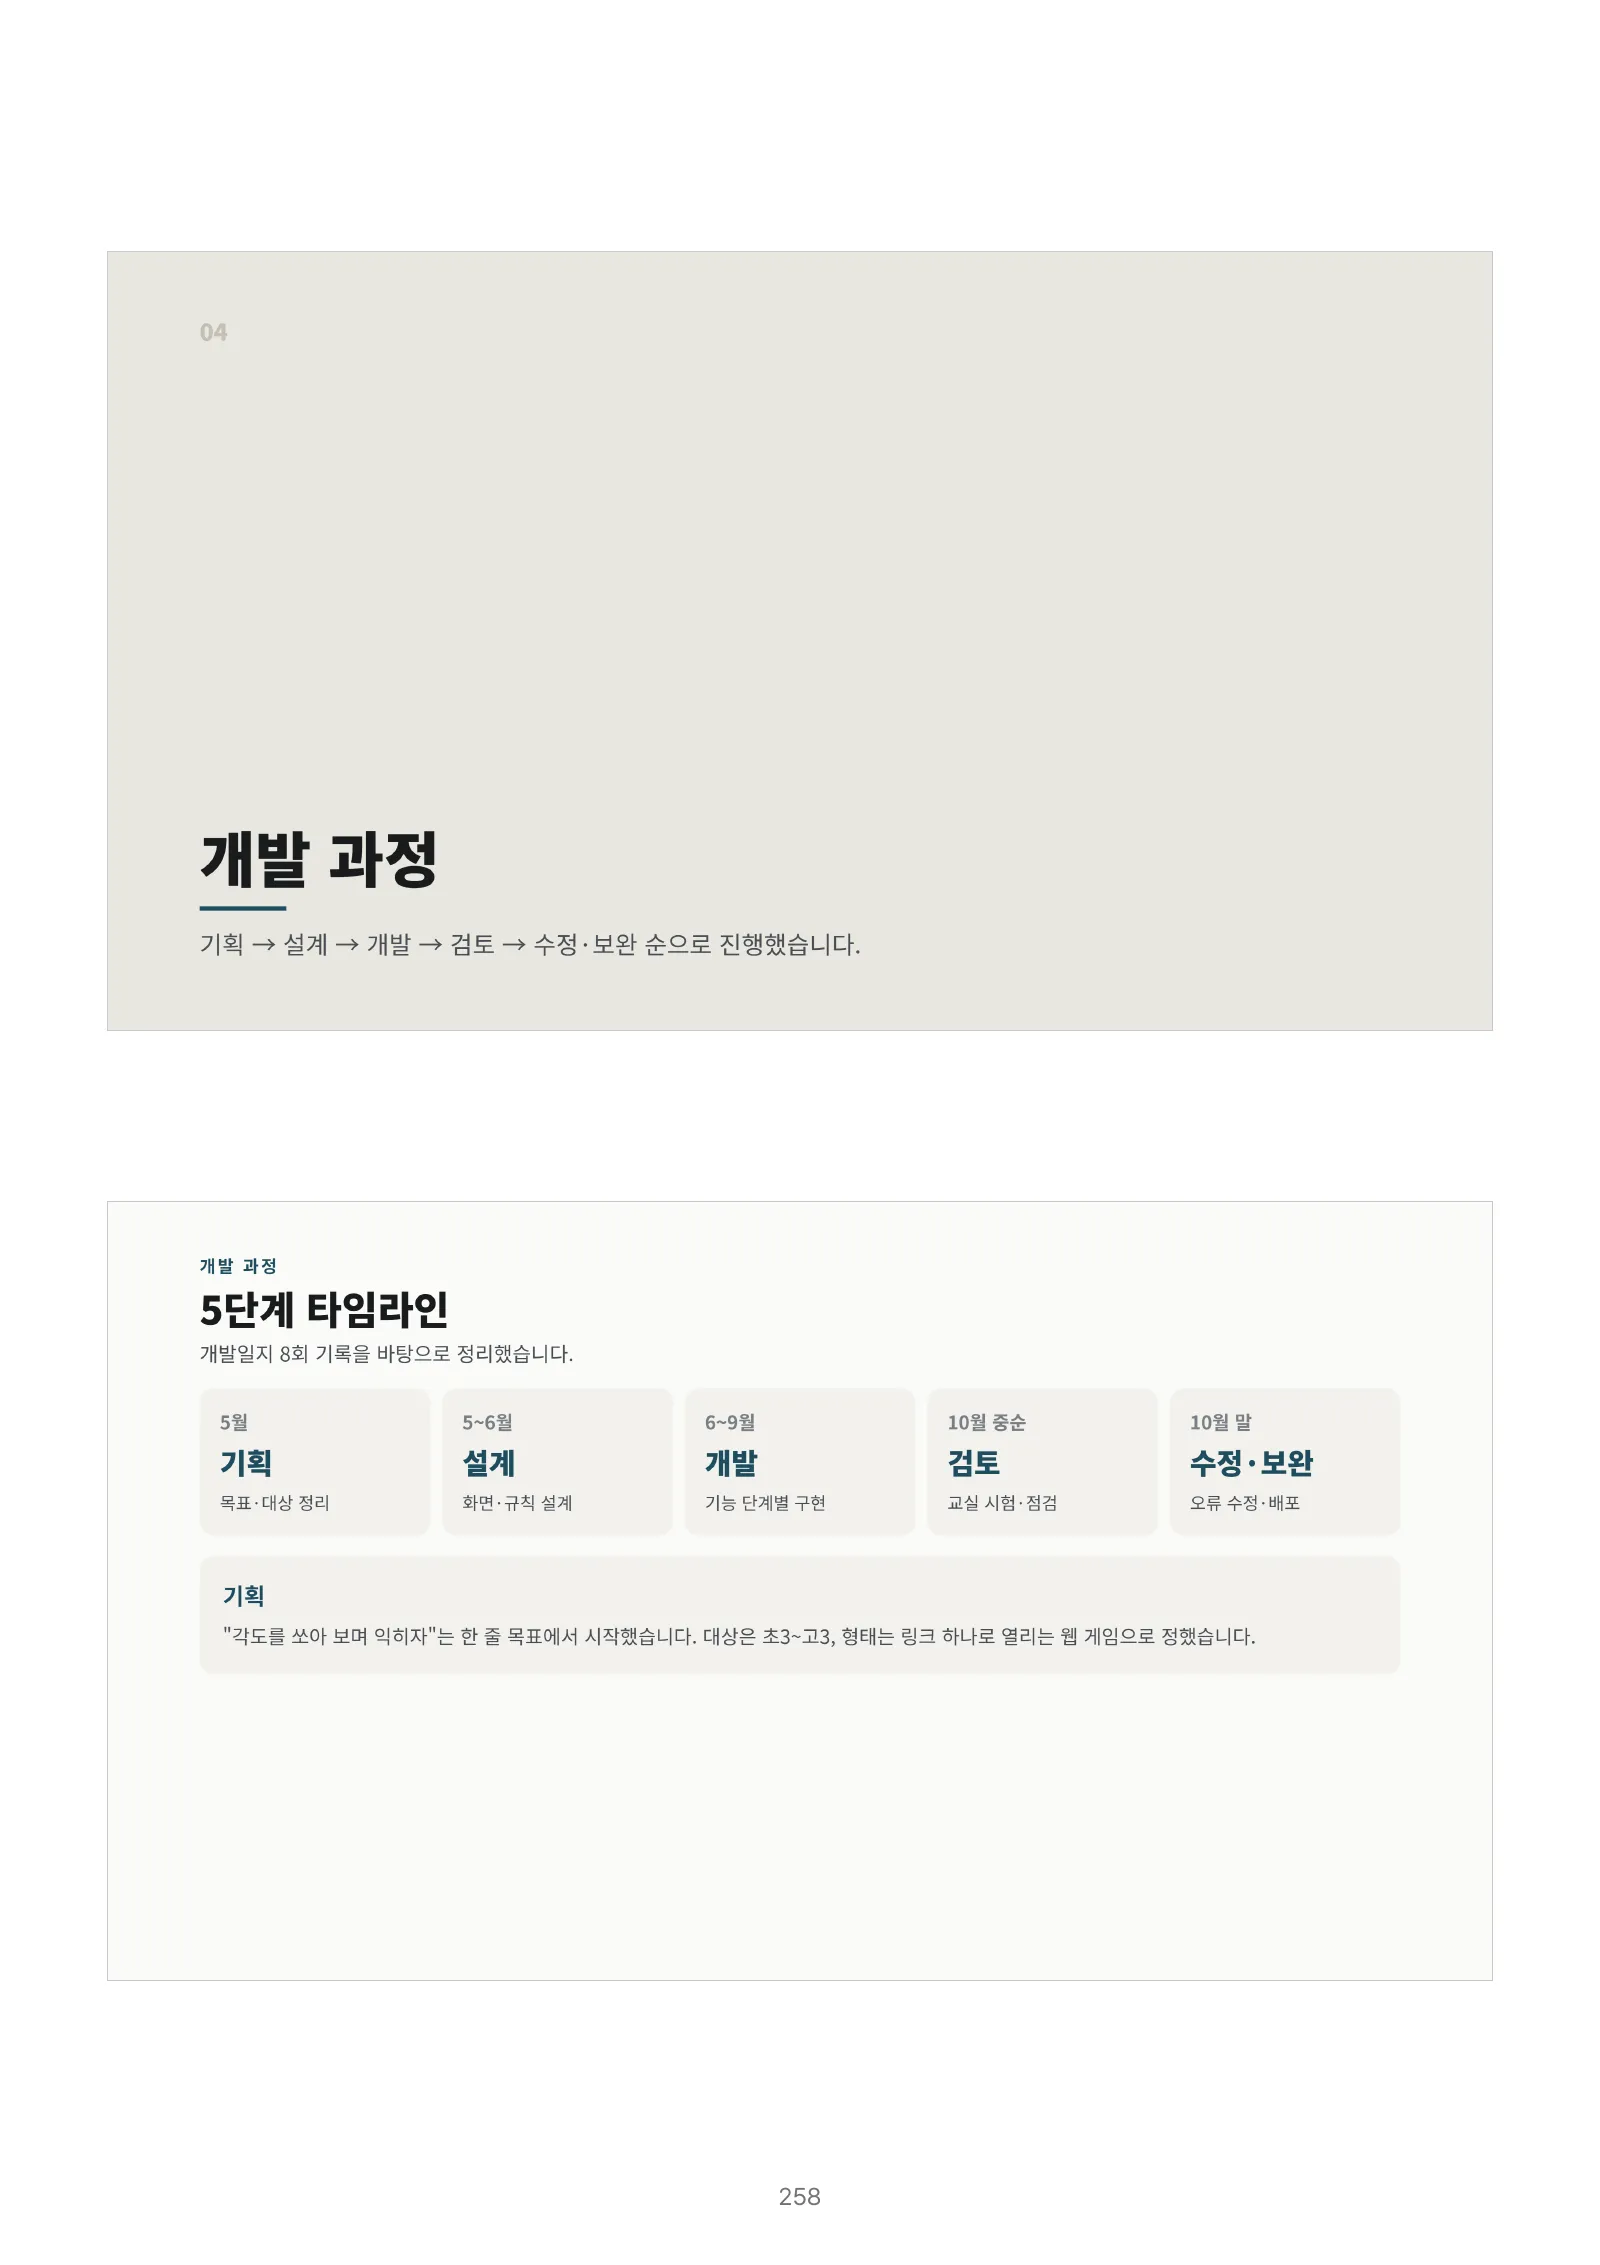 04
개발 과정
기획 → 설계 → 개발 → 검토 → 수정·보완 순으로 진행했습니다.
개발 과정
5단계 타임라인
개발일지 8회 기록을 바탕으로 정리했습니다.
5월
기획
목표·대상 정리
5~6월
설계
화면·규칙 설계
6~9월
개발
기능 단계별 구현
10월 중순
검토
교실 시험·점검
10월 말
수정·보완
오류 수정·배포
기획
"각도를 쏘아 보며 익히자"는 한 줄 목표에서 시작했습니다. 대상은 초3~고3, 형태는 링크 하나로 열리는 웹 게임으로 정했습니다.
258